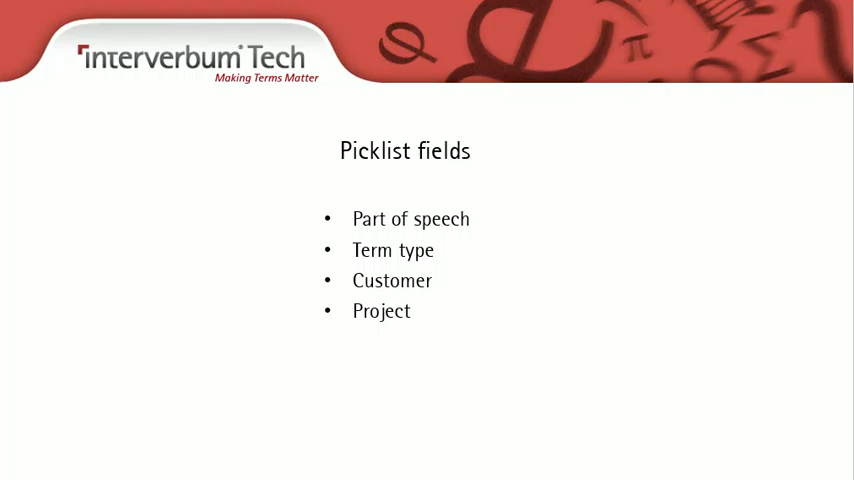 interverbum® Tech
Making Terms Matter
Picklist fields
• Part of speech
• Term type
• Customer
• Project